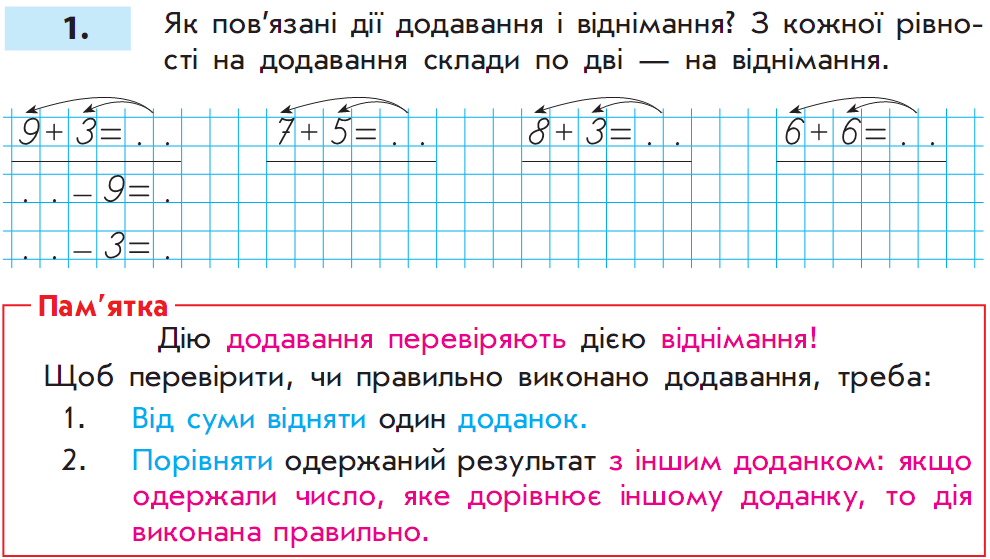 1. Як пов’язані дії додавання і віднімання? З кожної рівно-
сті на додавання склади по дві — на віднімання.
9 + 3 = . . 7 + 5 = . . 8 + 3 = . . 6 + 6 = . .
. . – 9 = .
. . – 3 = .
Пам’ятка
Дію додавання перевіряють дією віднімання!
Щоб перевірити, чи правильно виконано додавання, треба:
1. Від суми відняти один доданок.
2. Порівняти одержаний результат з іншим доданком: якщо
одержали число, яке дорівнює іншому доданку, то дія
виконана правильно.